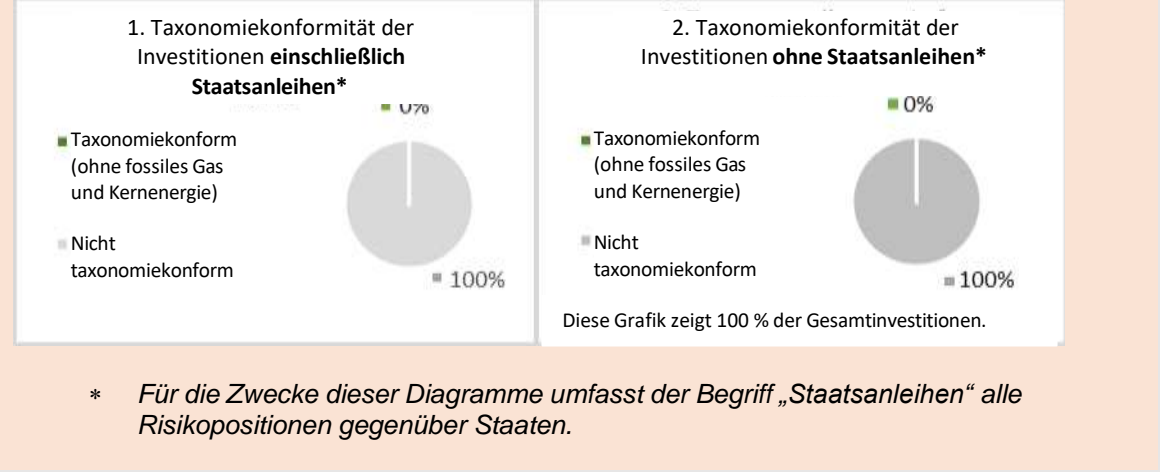 1. Taxonomiekonformität der
Investitionen einschließlich
Staatsanleihen*
0%
Taxonomiekonform
(ohne fossiles Gas
und Kernenergie)
Nicht
taxonomiekonform
100%
2. Taxonomiekonformität der
Investitionen ohne Staatsanleihen*
0%
Taxonomiekonform
(ohne fossiles Gas
und Kernenergie)
Nicht
taxonomiekonform
100%
Diese Grafik zeigt 100 % der Gesamtinvestitionen.
* Für die Zwecke dieser Diagramme umfasst der Begriff „Staatsanleihen“ alle
Risikopositionen gegenüber Staaten.